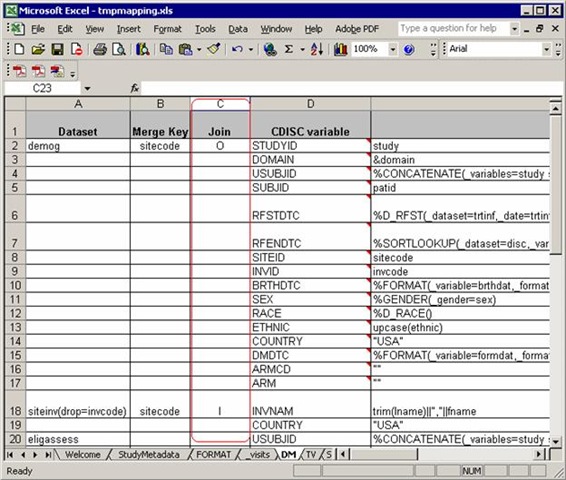 Microsoft Excel - tmpmapping.xls
File Edit View Insert Format Tools Data Window Help Adobe PDF Type a question for help
100% Arial
C23 fx
A B C D
1 Dataset Merge Key Join CDISC variable
2 demog sitecode O STUDYID study
3 DOMAIN &domain
4 USUBJID %CONCATENATE(_variables=study s
5 SUBJID patid
6 RFSTDTC %D_RFST(_dataset=trtinf,_date=trtin
7 RFENDTC %SORTLOOKUP(_dataset=disc,_var
8 SITEID sitecode
9 INVID invcode
10 BRTHDTC %FORMAT(_variable=brthdat,_format
11 SEX %GENDER(_gender=sex)
12 RACE %D_RACE()
13 ETHNIC upcase(ethnic)
14 COUNTRY "USA"
15 DMDTC %FORMAT(_variable=formdat,_format
16 ARMCD ""
17 ARM ""
18 siteinv(drop=invcode) sitecode I INVNAM trim(lname)||","||fname
19 COUNTRY "USA"
20 eligassess USUBJID %CONCATENATE(_variables=study s
Welcome StudyMetadata FORMAT _visits DM TV S
Ready NUM